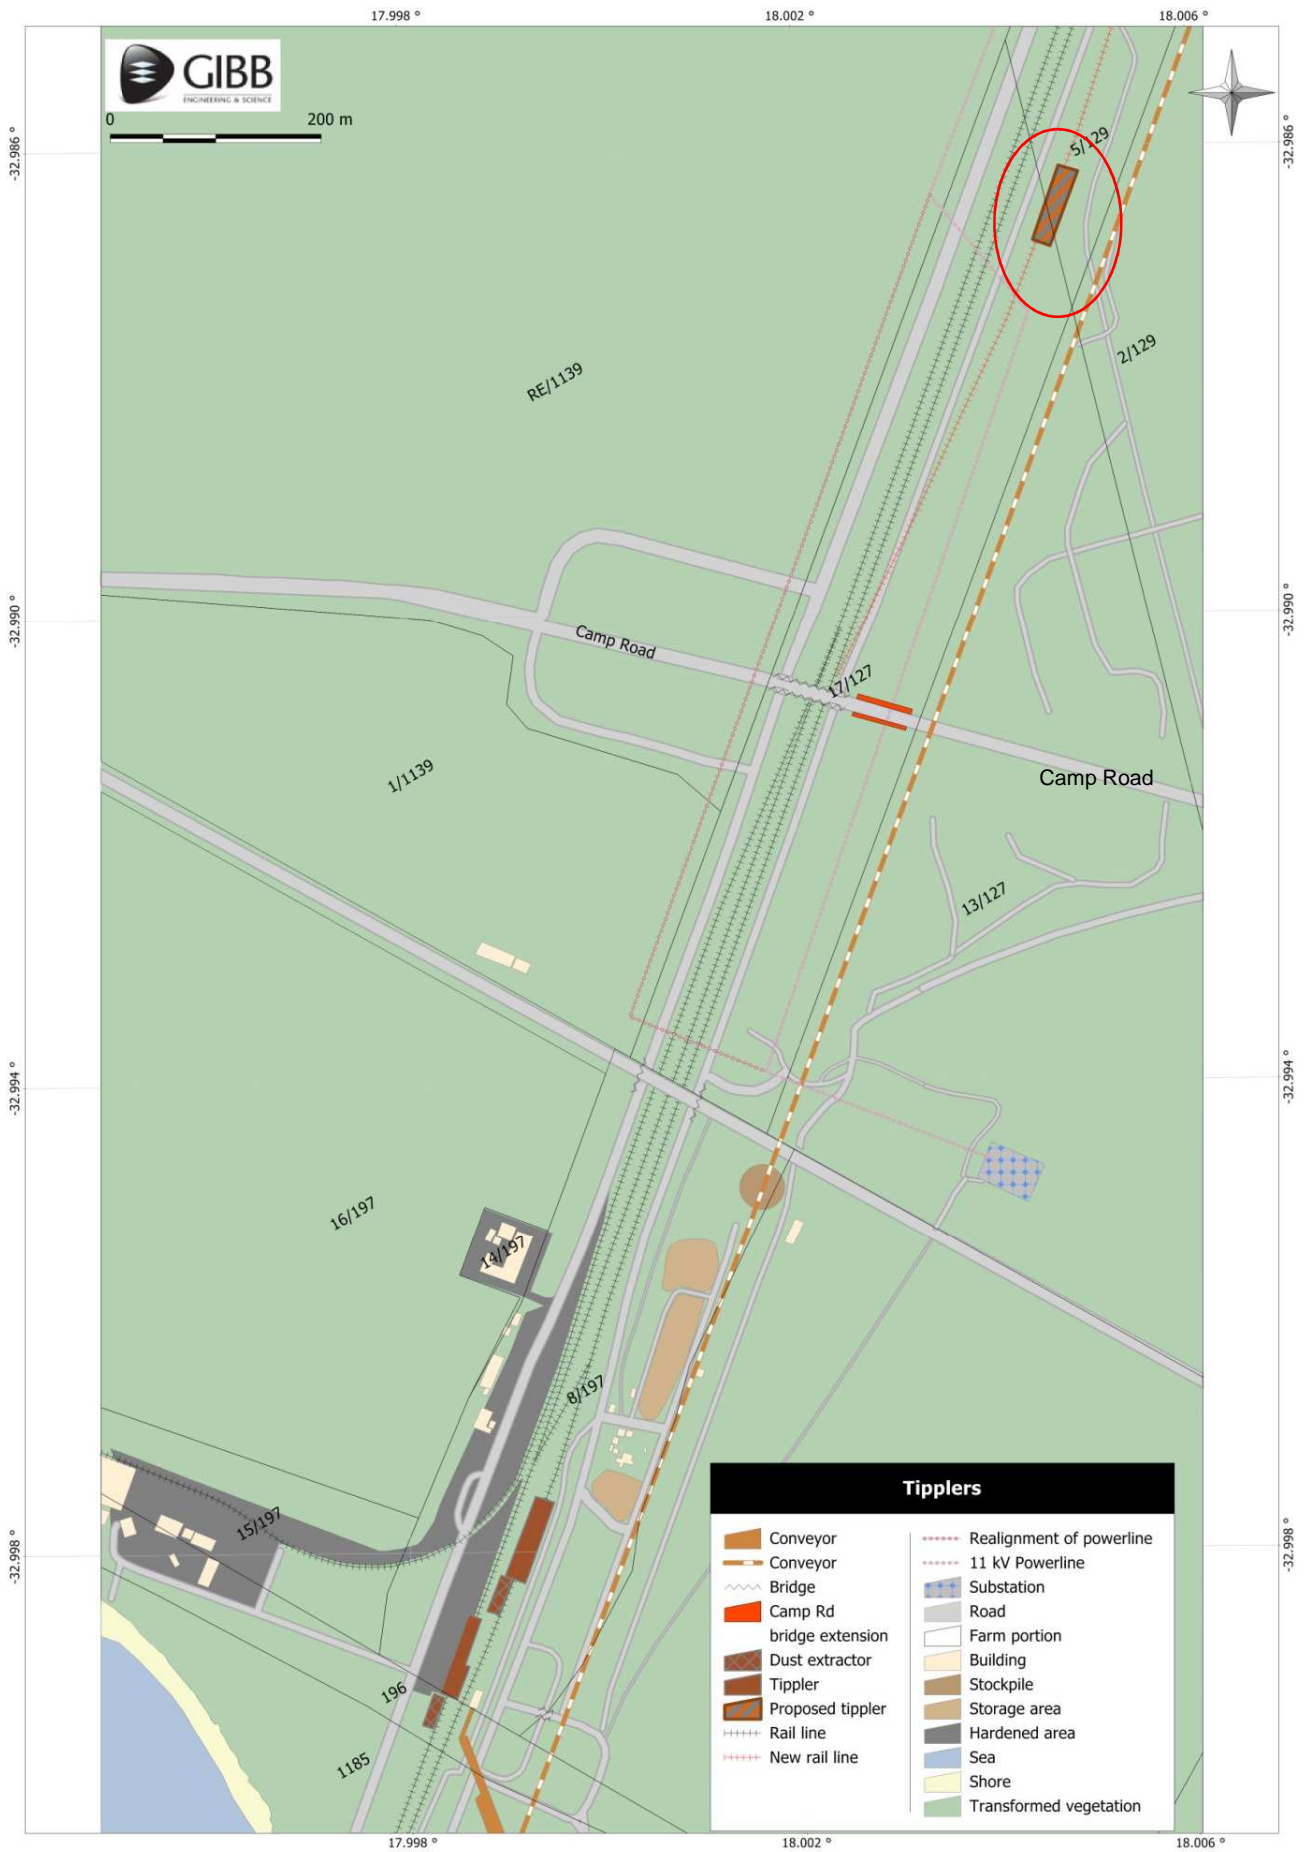 17.998 °
18.002 °
18.006 °
GIBB
ENGINEERING & SCIENCE
0
200 m
-32.986 °
-32.986 °
5/129
2/129
RE/1139
-32.990 °
-32.990 °
Camp Road
17/127
1/1139
Camp Road
13/127
-32.994 °
-32.994 °
16/197
14/197
8/197
15/197
-32.998 °
-32.998 °
196
1185
Tipplers
Conveyor
Conveyor
Bridge
Camp Rd
bridge extension
Dust extractor
Tippler
Proposed tippler
Rail line
New rail line
Realignment of powerline
11 kV Powerline
Substation
Road
Farm portion
Building
Stockpile
Storage area
Hardened area
Sea
Shore
Transformed vegetation
17.998 °
18.002 °
18.006 °